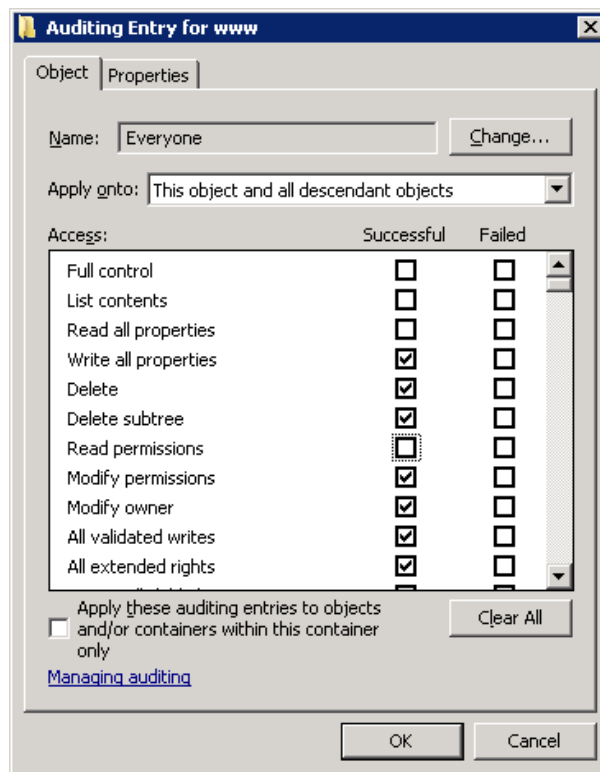 Auditing Entry for www
Object Properties
Name: Everyone Change...
Apply onto: This object and all descendant objects
Access: Successful Failed
Full control
List contents
Read all properties
Write all properties
Delete
Delete subtree
Read permissions
Modify permissions
Modify owner
All validated writes
All extended rights
Apply these auditing entries to objects
and/or containers within this container
only
Clear All
Managing auditing
OK Cancel